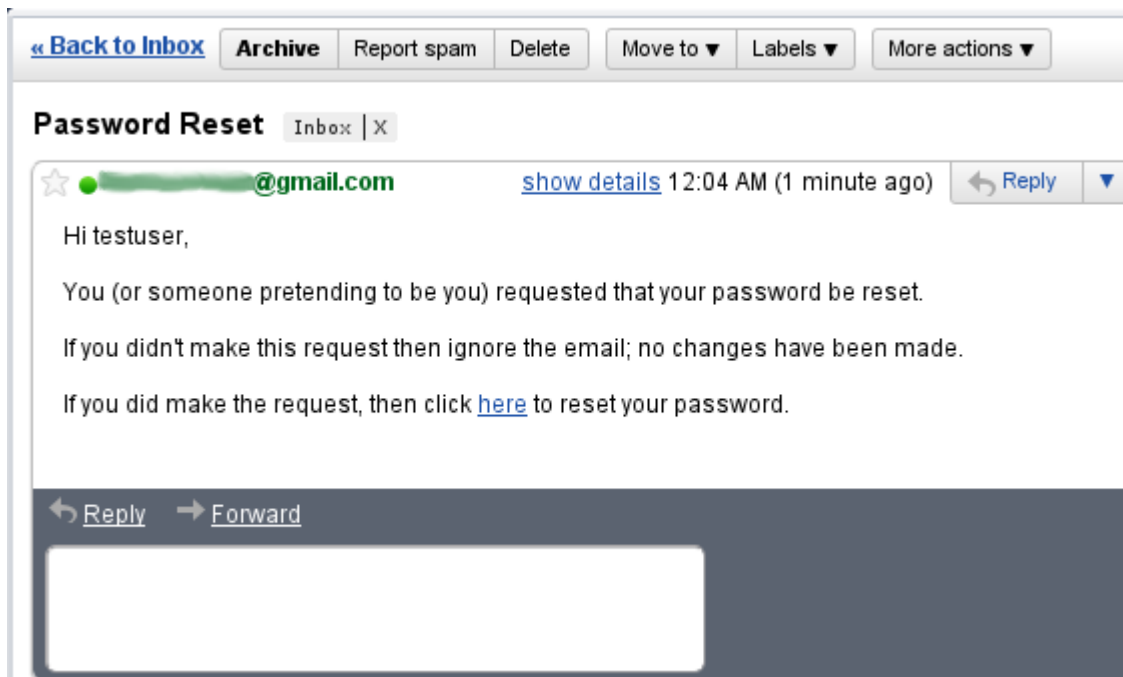 « Back to Inbox Archive Report spam Delete Move to ▼ Labels ▼ More actions ▼
Password Reset Inbox | X
@gmail.com show details 12:04 AM (1 minute ago) Reply ▼
Hi testuser,
You (or someone pretending to be you) requested that your password be reset.
If you didn't make this request then ignore the email; no changes have been made.
If you did make the request, then click here to reset your password.
Reply Forward